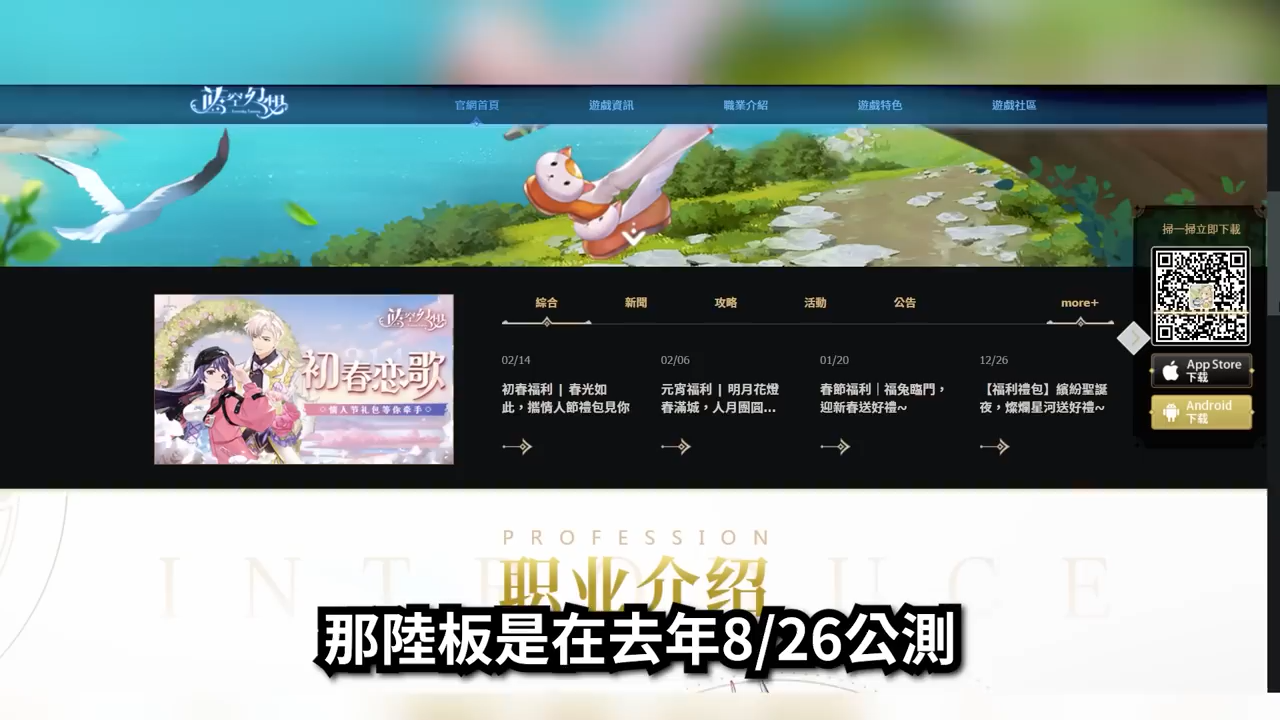 官網首頁
遊戲資訊
職業介紹
遊戲特色
遊戲社區
掃一掃立即下載
App Store
下载
Android
下载
綜合
新聞
攻略
活動
公告
more+
02/14
初春福利 | 春光如
此，攜情人節禮包見你
02/06
元宵福利 | 明月花燈
春滿城，人月團圓...
01/20
春節福利｜福兔臨門，
迎新春送好禮~
12/26
【福利禮包】繽紛聖誕
夜，燦爛星河送好禮~
初春恋歌
情人节礼包等你牵手
PROFESSION
INTRODUCE
职业介绍
那陸板是在去年8/26公測